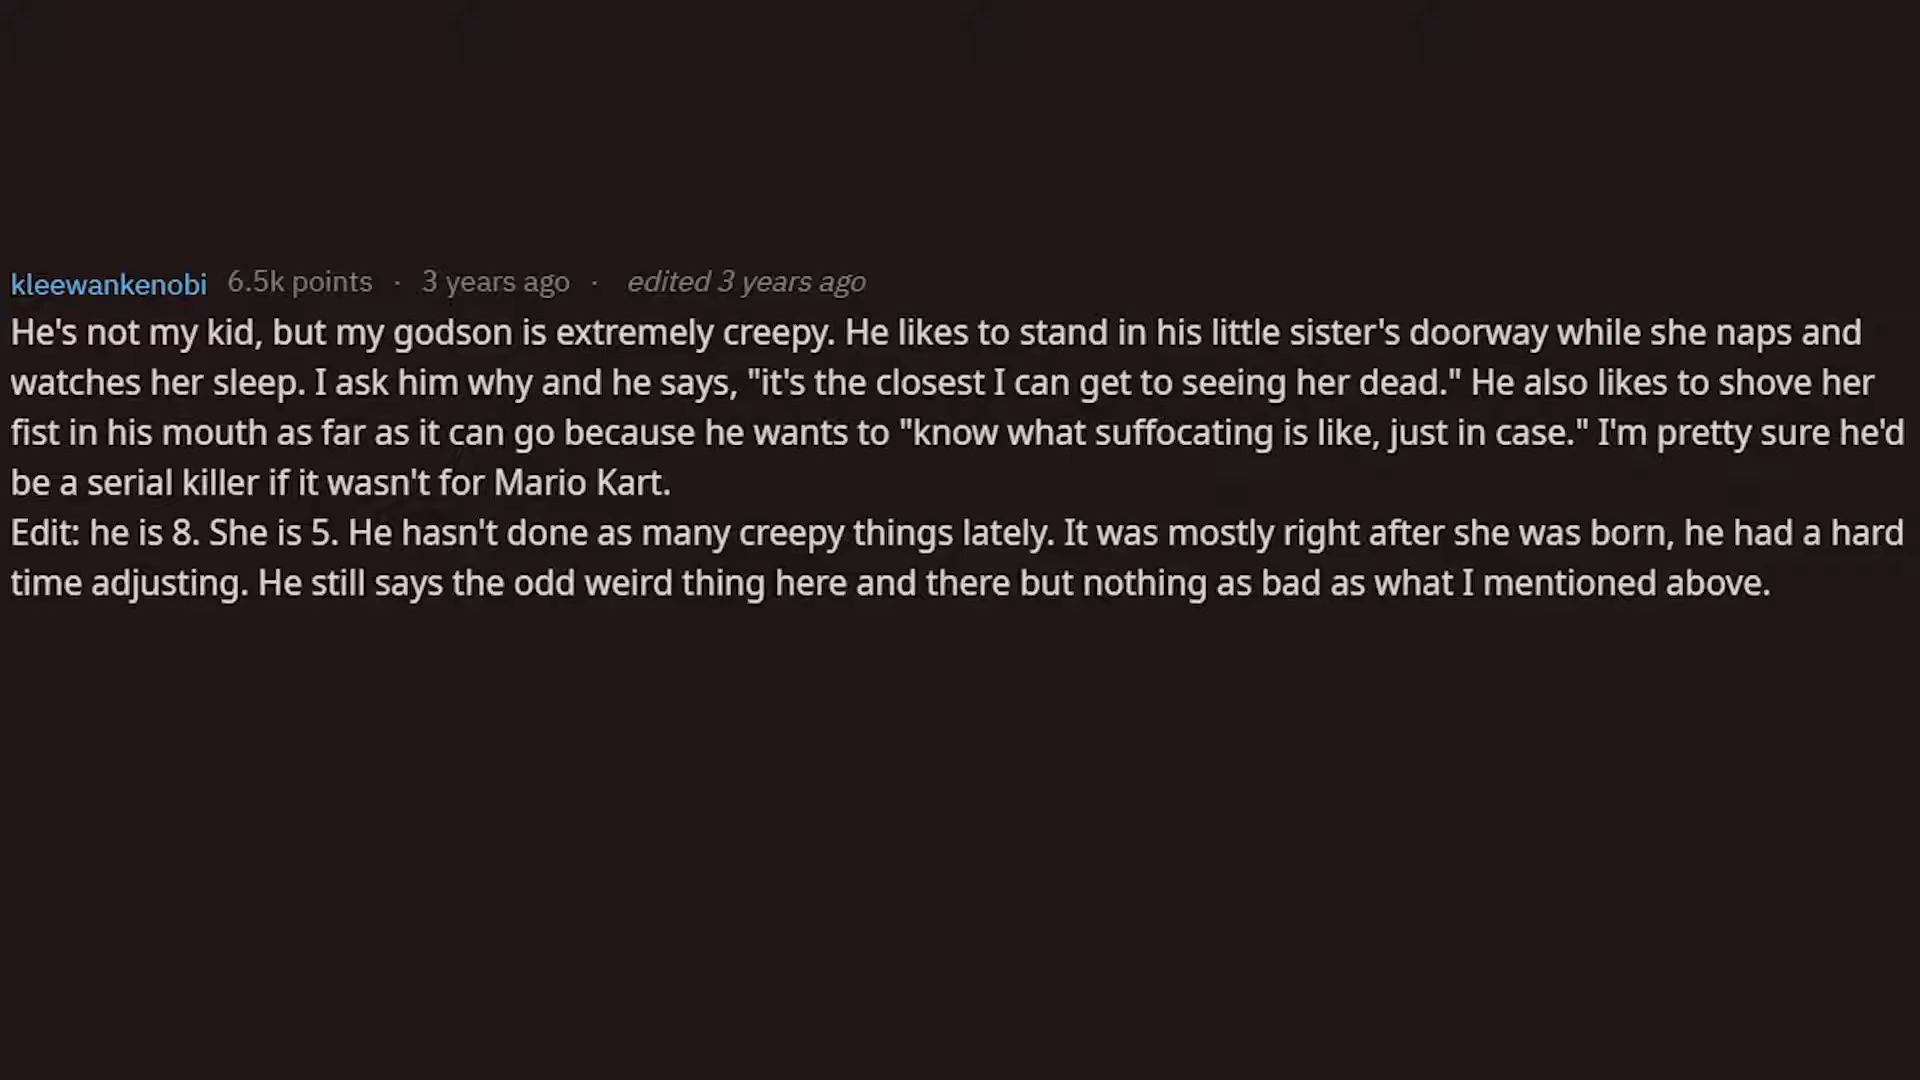 kleewankenobi 6.5k points · 3 years ago · edited 3 years ago
He's not my kid, but my godson is extremely creepy. He likes to stand in his little sister's doorway while she naps and
watches her sleep. I ask him why and he says, "it's the closest I can get to seeing her dead." He also likes to shove her
fist in his mouth as far as it can go because he wants to "know what suffocating is like, just in case." I'm pretty sure he'd
be a serial killer if it wasn't for Mario Kart.
Edit: he is 8. She is 5. He hasn't done as many creepy things lately. It was mostly right after she was born, he had a hard
time adjusting. He still says the odd weird thing here and there but nothing as bad as what I mentioned above.